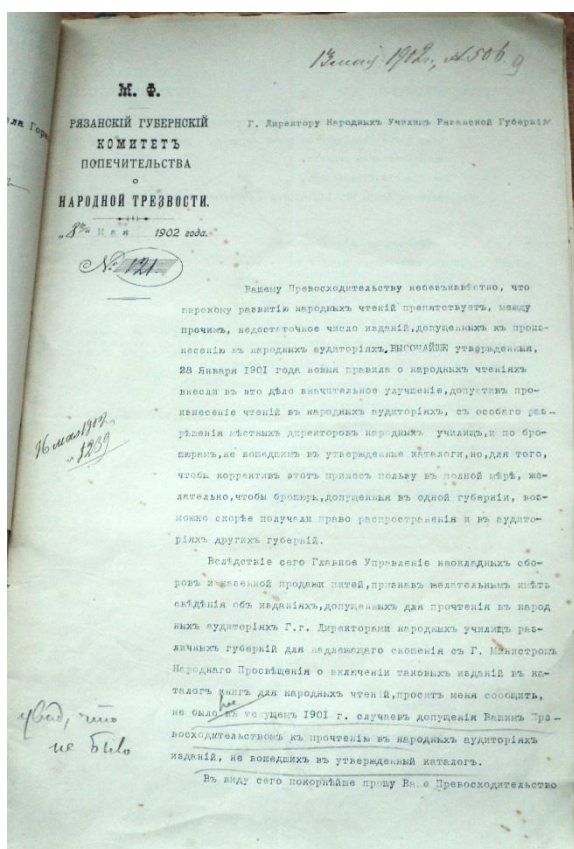 13 мая 1902 г., № 506. 9
М. Ф.
РЯЗАНСКІЙ ГУБЕРНСКІЙ
КОМИТЕТЪ
ПОПЕЧИТЕЛЬСТВА
О
НАРОДНОЙ ТРЕЗВОСТИ.
„8го" Мая 1902 года.
№ 121
Г. Директору Народныхъ Училищъ Рязанской Губерніи
Вашему Превосходительству небезызвѣстно, что
широкому развитію народныхъ чтеній препятствуетъ, между
прочимъ, недостаточное число изданій,допущенныхъ къ произ-
несенію въ народныхъ аудиторіяхъ.ВЫСОЧАЙШЕ утвержденныя,
28 Января 1901 года новыя правила о народныхъ чтеніяхъ
внесли въ это дѣло значительное улучшеніе,допустивъ про-
изнесеніе чтеній въ народныхъ аудиторіяхъ, съ особаго раз-
рѣшенія мѣстныхъ директоровъ народныхъ училищъ,и по бро-
шюрамъ,не вошедшимъ въ утвержденные каталоги,но,для того,
чтобы коррективъ этотъ принесъ пользу въ полной мѣрѣ, же-
лательно,чтобы брошюры,допущенныя въ одной губерніи, воз-
можно скорѣе получали право распространенія и въ аудито-
ріяхъ другихъ губерній.
16 мая 1902 г.
№ 1239
Вслѣдствіе сего Главное Управленіе неокладныхъ сбо-
ровъ и казенной продажи питей,признавъ желательнымъ имѣть
свѣдѣнія объ изданіяхъ,допущенныхъ для прочтенія въ народ
ныхъ аудиторіяхъ Г.г. Директорами народныхъ училищъ раз-
личныхъ губерній для надлежащаго сношенія съ Г. Министромъ
Народнаго Просвѣщенія о включеніи таковыхъ изданій въ ка-
талогъ книгъ для народныхъ чтеній,проситъ меня сообщить,
не было ли въ текущемъ 1901 г. случаевъ допущенія Вашимъ Пре-
восходительствомъ къ прочтенію въ народныхъ аудиторіяхъ
изданій, не вошедшихъ въ утвержденный каталогъ.
что
не было
Въ виду сего покорнѣйше прошу Ваше Превосходительство